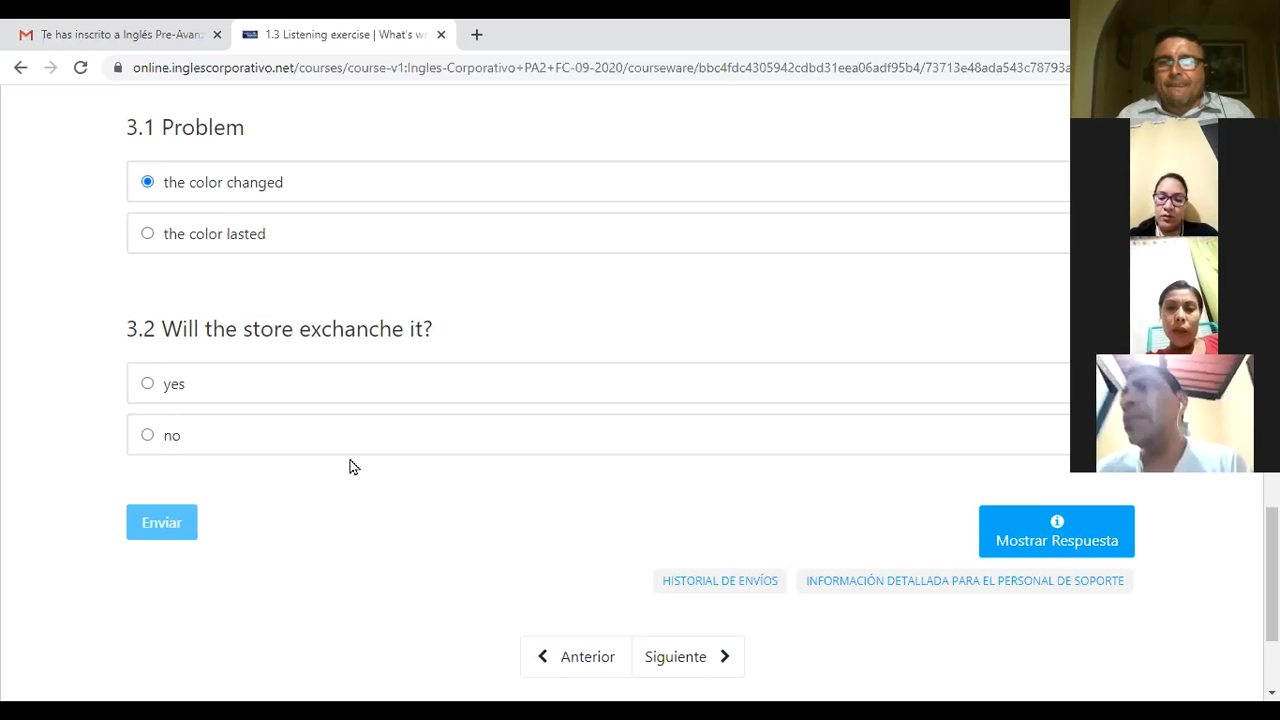 Te has inscrito a Inglés Pre-Avanz
1.3 Listening exercise | What's wr
online.inglescorporativo.net/courses/course-v1:Ingles-Corporativo+PA2+FC-09-2020/courseware/bbc4fdc4305942cdbd31eea06adf95b4/73713e48ada543c78793a
3.1 Problem
the color changed
the color lasted
3.2 Will the store exchanche it?
yes
no
Enviar
Mostrar Respuesta
HISTORIAL DE ENVÍOS
INFORMACIÓN DETALLADA PARA EL PERSONAL DE SOPORTE
Anterior
Siguiente